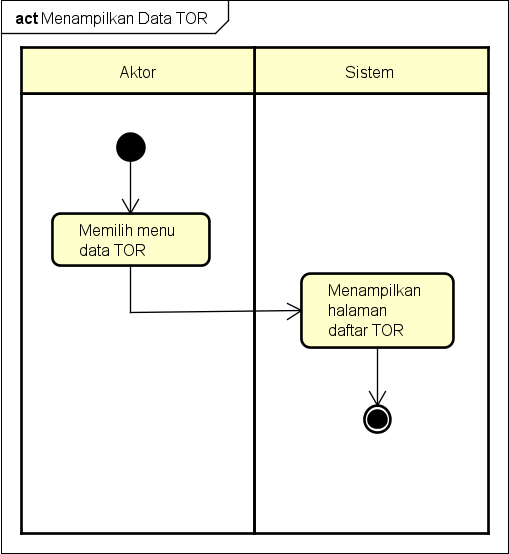 act Menampilkan Data TOR
Aktor
Sistem
Memilih menu
data TOR
Menampilkan
halaman
daftar TOR